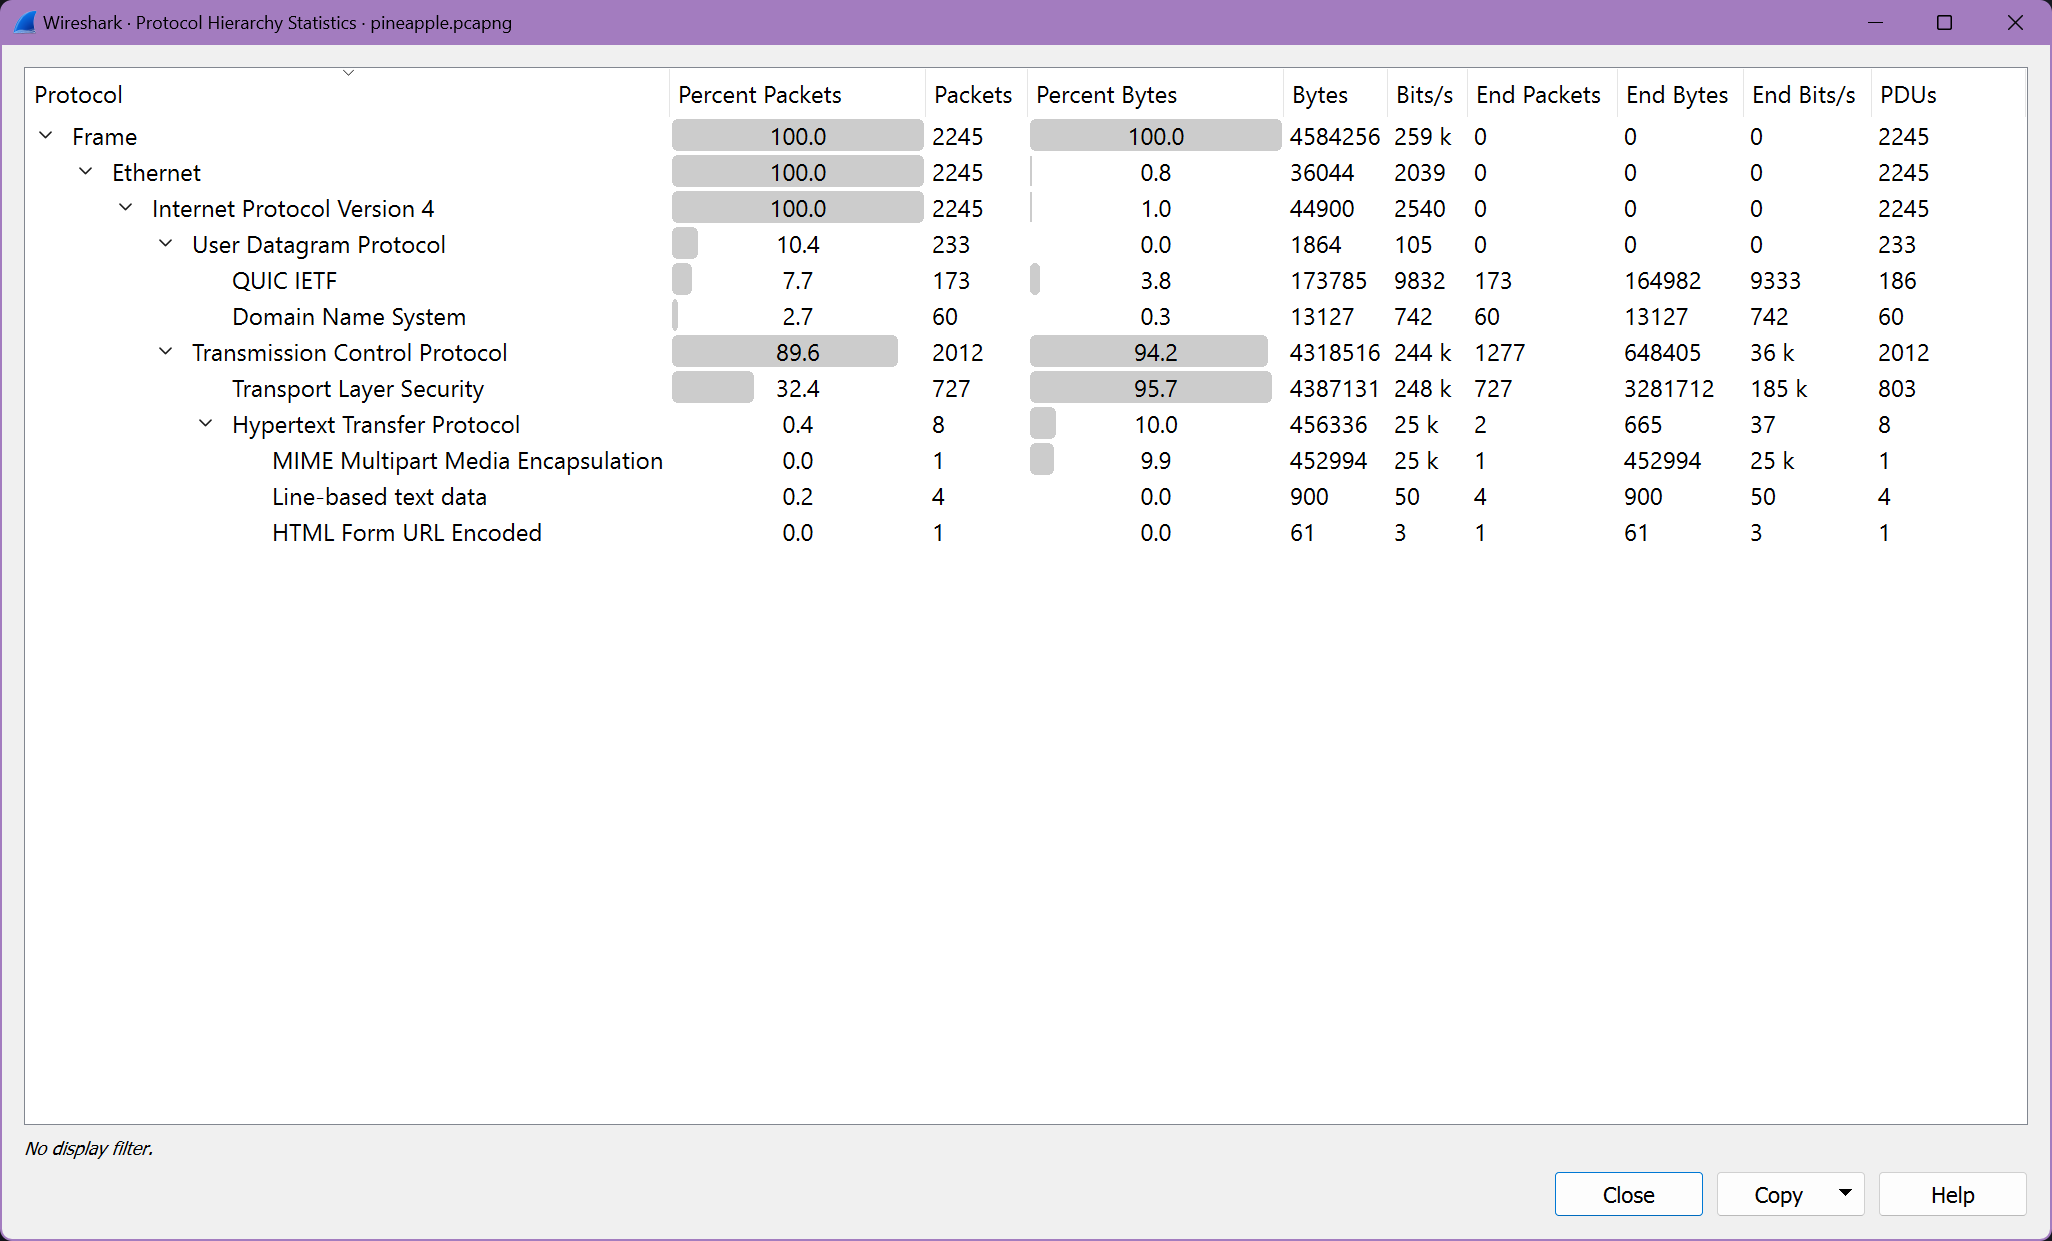 Wireshark · Protocol Hierarchy Statistics · pineapple.pcapng
Protocol Percent Packets Packets Percent Bytes Bytes Bits/s End Packets End Bytes End Bits/s PDUs
Frame 100.0 2245 100.0 4584256 259 k 0 0 0 2245
Ethernet 100.0 2245 0.8 36044 2039 0 0 0 2245
Internet Protocol Version 4 100.0 2245 1.0 44900 2540 0 0 0 2245
User Datagram Protocol 10.4 233 0.0 1864 105 0 0 0 233
QUIC IETF 7.7 173 3.8 173785 9832 173 164982 9333 186
Domain Name System 2.7 60 0.3 13127 742 60 13127 742 60
Transmission Control Protocol 89.6 2012 94.2 4318516 244 k 1277 648405 36 k 2012
Transport Layer Security 32.4 727 95.7 4387131 248 k 727 3281712 185 k 803
Hypertext Transfer Protocol 0.4 8 10.0 456336 25 k 2 665 37 8
MIME Multipart Media Encapsulation 0.0 1 9.9 452994 25 k 1 452994 25 k 1
Line-based text data 0.2 4 0.0 900 50 4 900 50 4
HTML Form URL Encoded 0.0 1 0.0 61 3 1 61 3 1
No display filter.
Close Copy Help